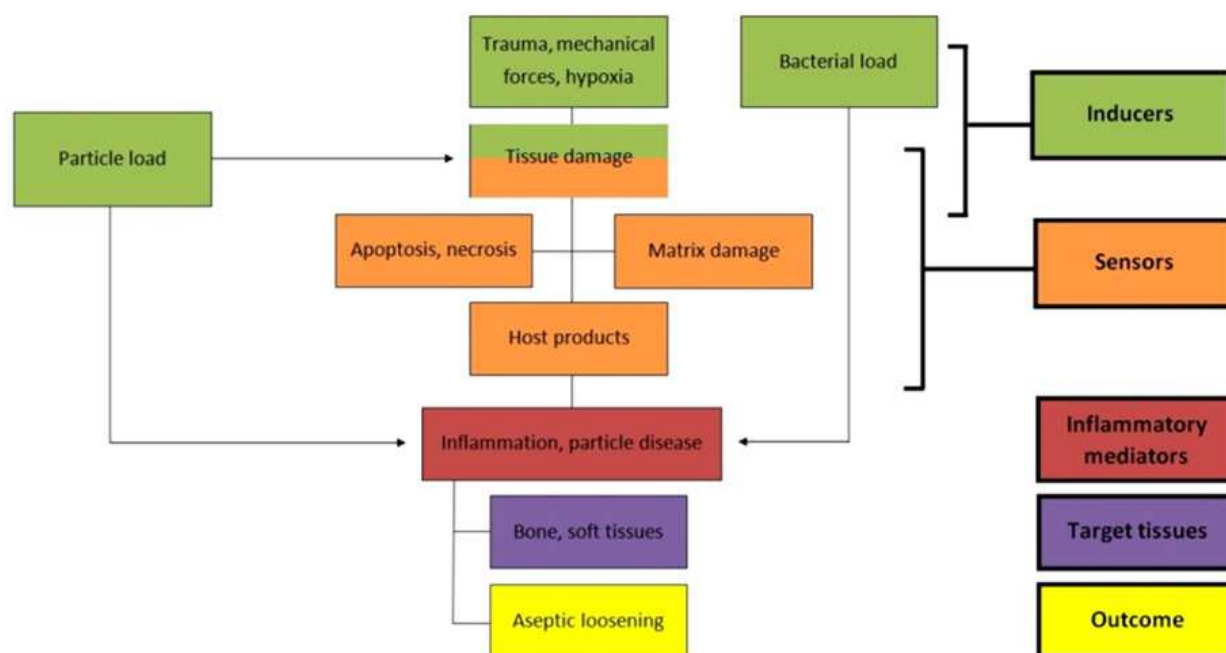 Trauma, mechanical
forces, hypoxia
Bacterial load
Inducers
Particle load
Tissue damage
Apoptosis, necrosis
Matrix damage
Sensors
Host products
Inflammation, particle disease
Inflammatory
mediators
Bone, soft tissues
Target tissues
Aseptic loosening
Outcome